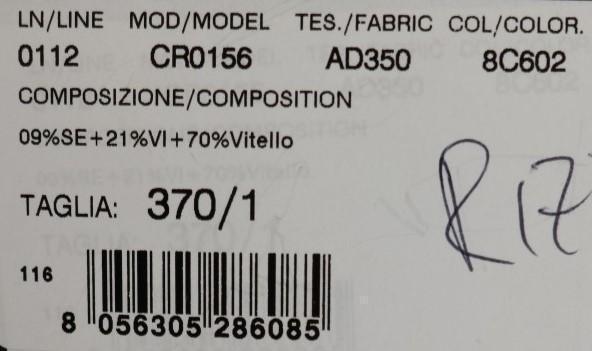 LN/LINE MOD/MODEL TES./FABRIC COL/COLOR.
0112 CR0156 AD350 8C602
COMPOSIZIONE/COMPOSITION
09%SE+21%VI+70%Vitello
R17
TAGLIA: 370/1
116
8 056305 286085